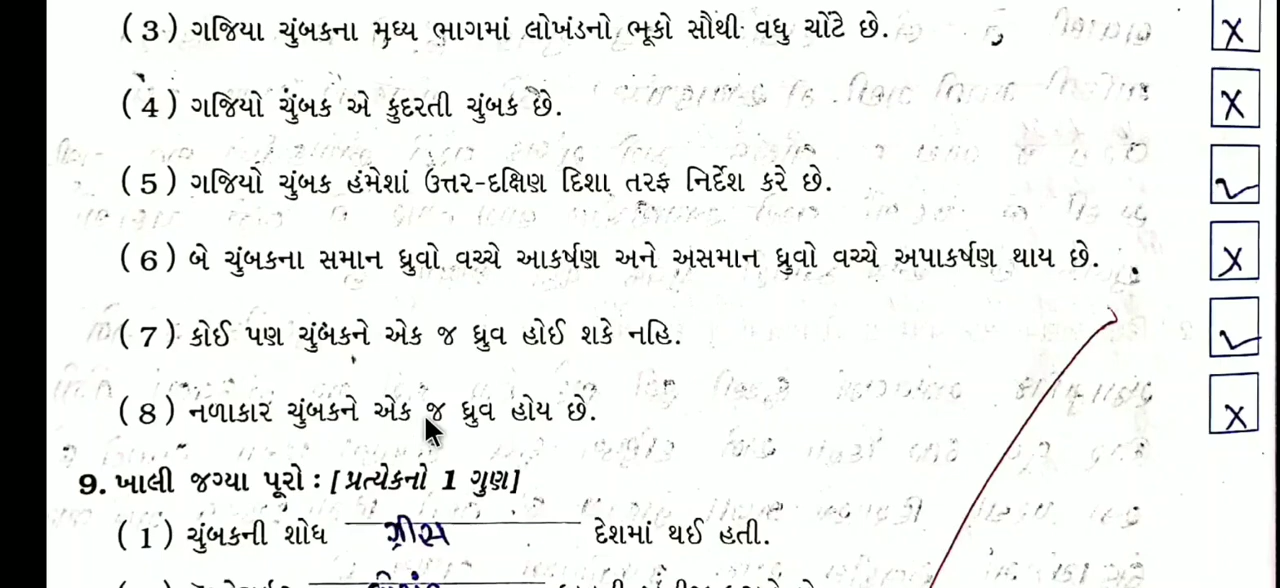 (3) ગજિયા ચુંબકના મધ્ય ભાગમાં લોખંડનો ભૂકો સૌથી વધુ ચોંટે છે. X
(4) ગજિયો ચુંબક એ કુદરતી ચુંબક છે. X
(5) ગજિયો ચુંબક હંમેશાં ઉત્તર-દક્ષિણ દિશા તરફ નિર્દેશ કરે છે. ✓
(6) બે ચુંબકના સમાન ધ્રુવો વચ્ચે આકર્ષણ અને અસમાન ધ્રુવો વચ્ચે અપાકર્ષણ થાય છે. X
(7) કોઈ પણ ચુંબકને એક જ ધ્રુવ હોઈ શકે નહિ. ✓
(8) નળાકાર ચુંબકને એક જ ધ્રુવ હોય છે. X
9. ખાલી જગ્યા પૂરો : [પ્રત્યેકનો 1 ગુણ]
(1) ચુંબકની શોધ ગ્રીસ દેશમાં થઈ હતી.